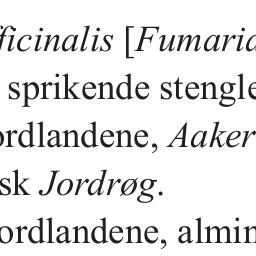 fficinalis [Fumaria
sprikende stengle
ordlandene, Aaker
sk Jordrøg.
ordlandene, almin